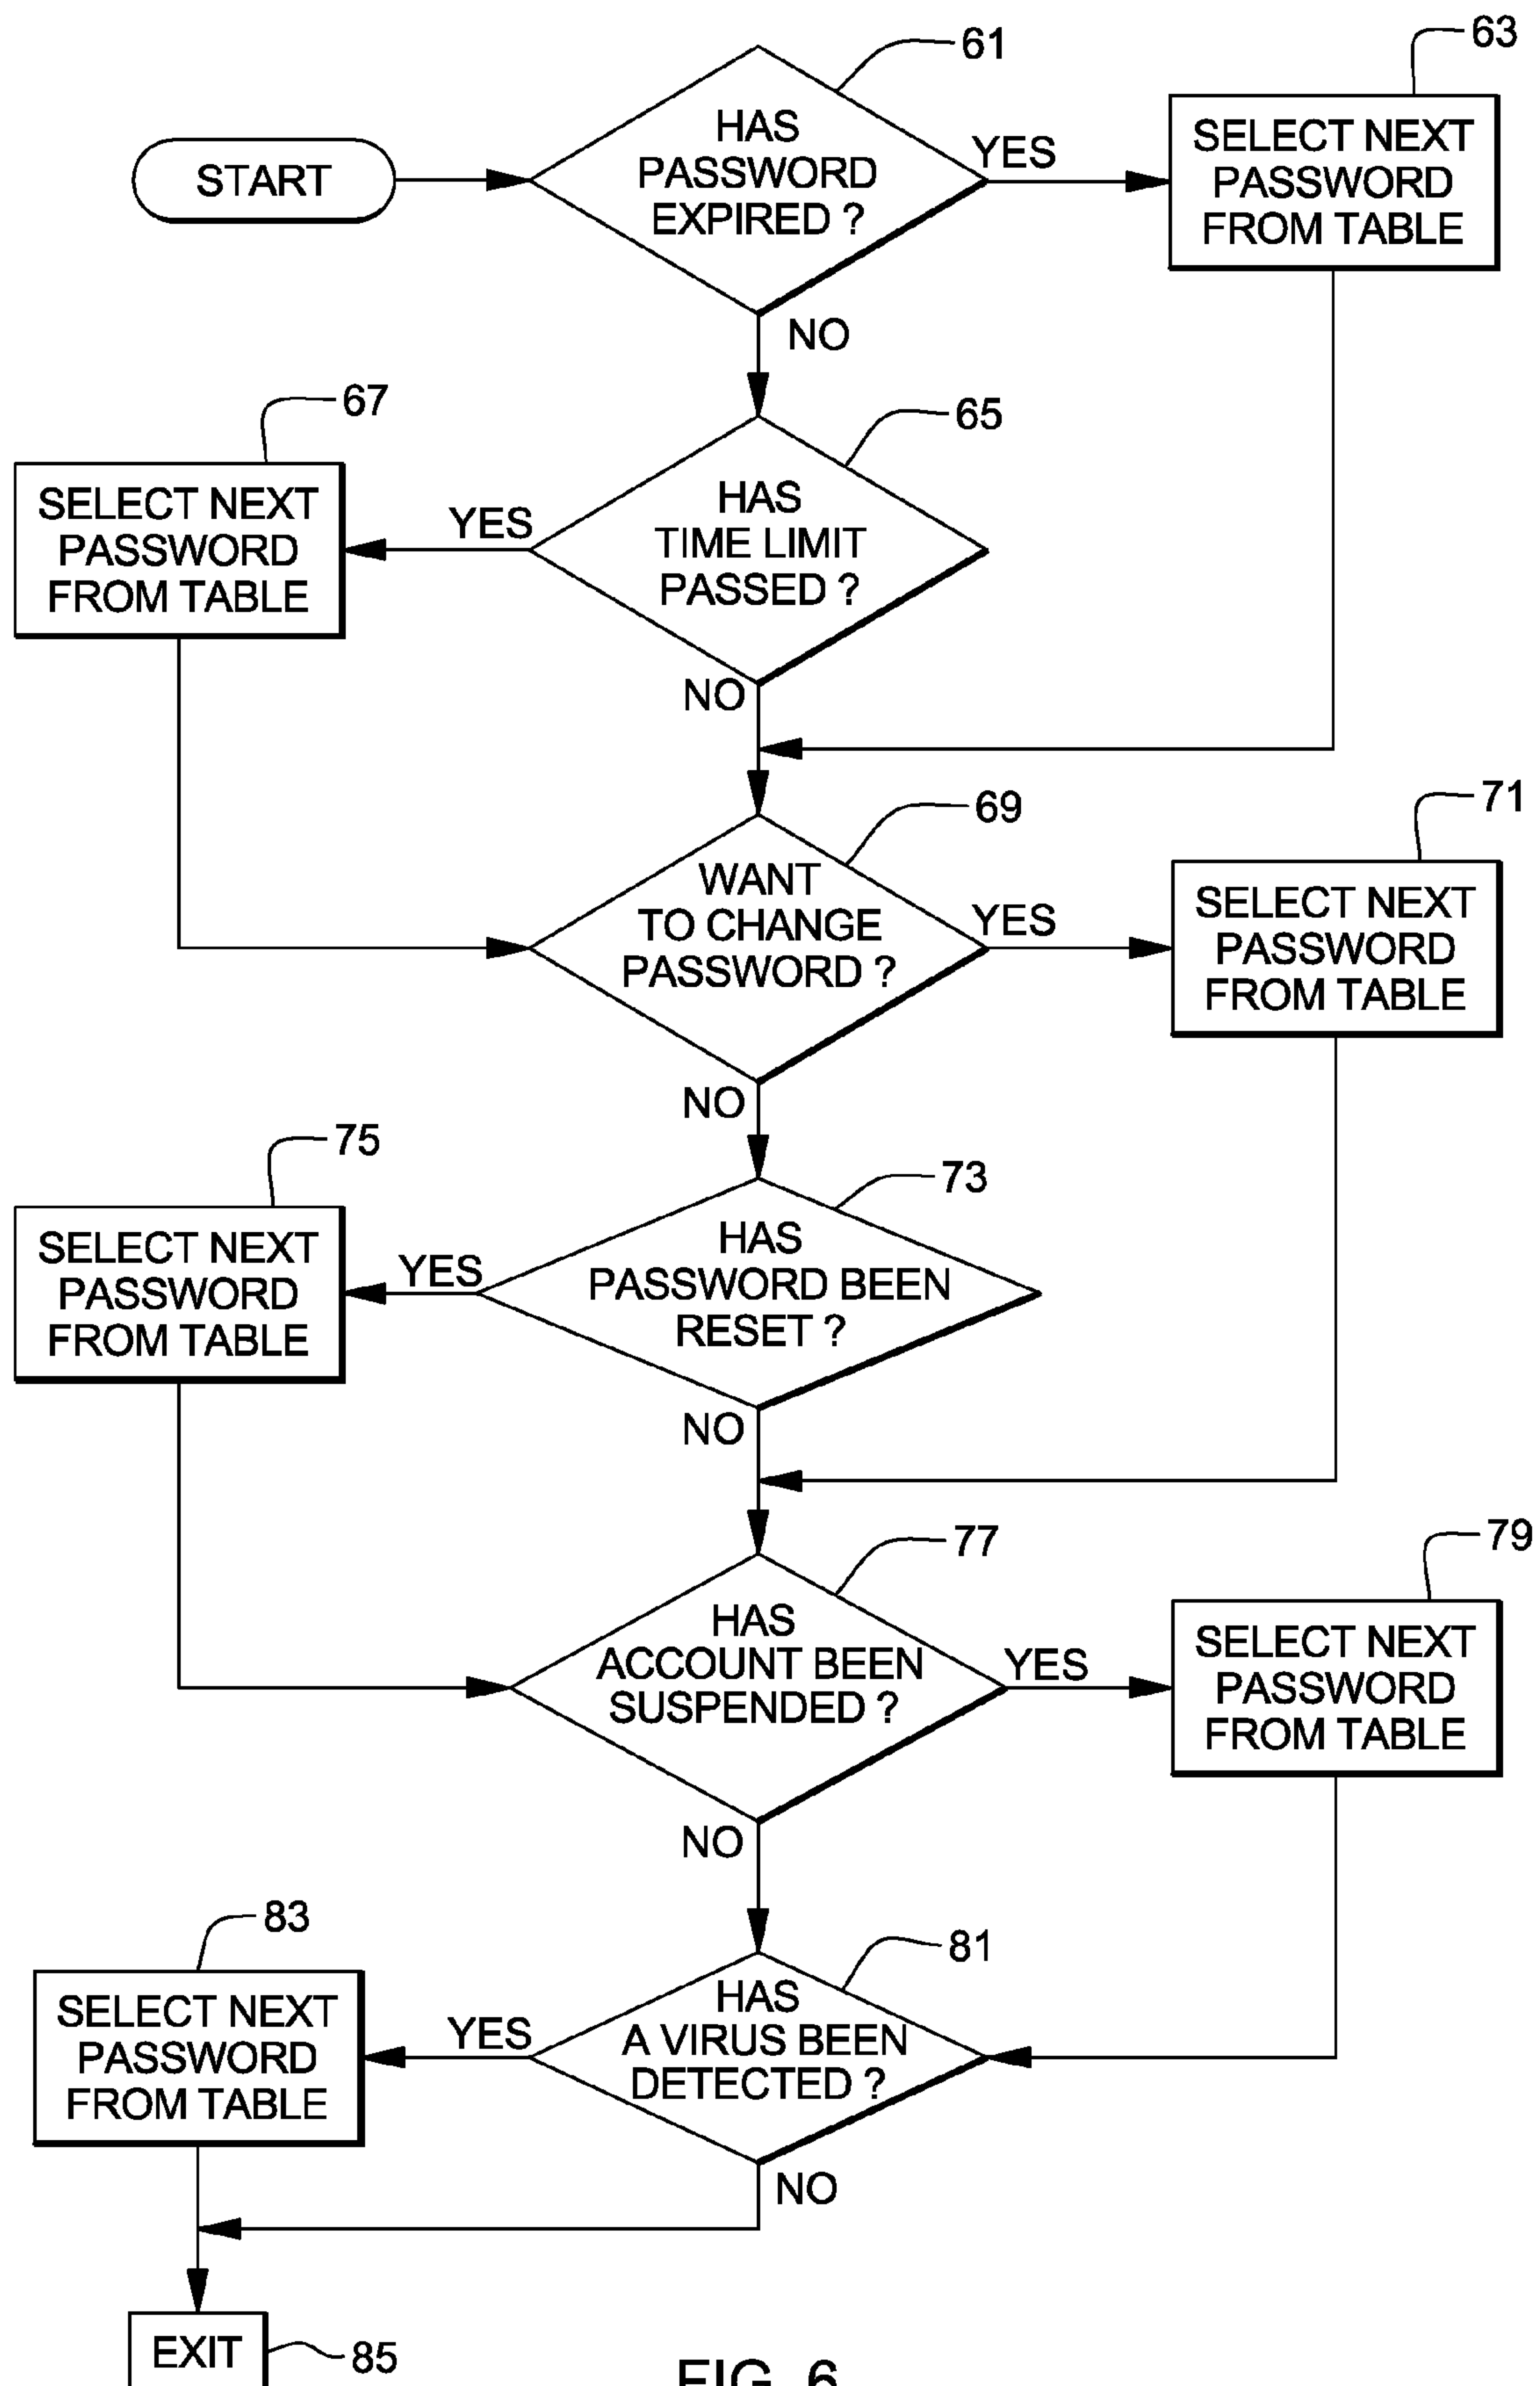 61
63
START
HAS
PASSWORD
EXPIRED ?
YES
SELECT NEXT
PASSWORD
FROM TABLE
NO
67
65
SELECT NEXT
PASSWORD
FROM TABLE
YES
HAS
TIME LIMIT
PASSED ?
NO
69
71
WANT
TO CHANGE
PASSWORD ?
YES
SELECT NEXT
PASSWORD
FROM TABLE
NO
75
73
SELECT NEXT
PASSWORD
FROM TABLE
YES
HAS
PASSWORD BEEN
RESET ?
NO
77
79
HAS
ACCOUNT BEEN
SUSPENDED ?
YES
SELECT NEXT
PASSWORD
FROM TABLE
NO
83
81
SELECT NEXT
PASSWORD
FROM TABLE
YES
HAS
A VIRUS BEEN
DETECTED ?
NO
EXIT
85
FIG. 6